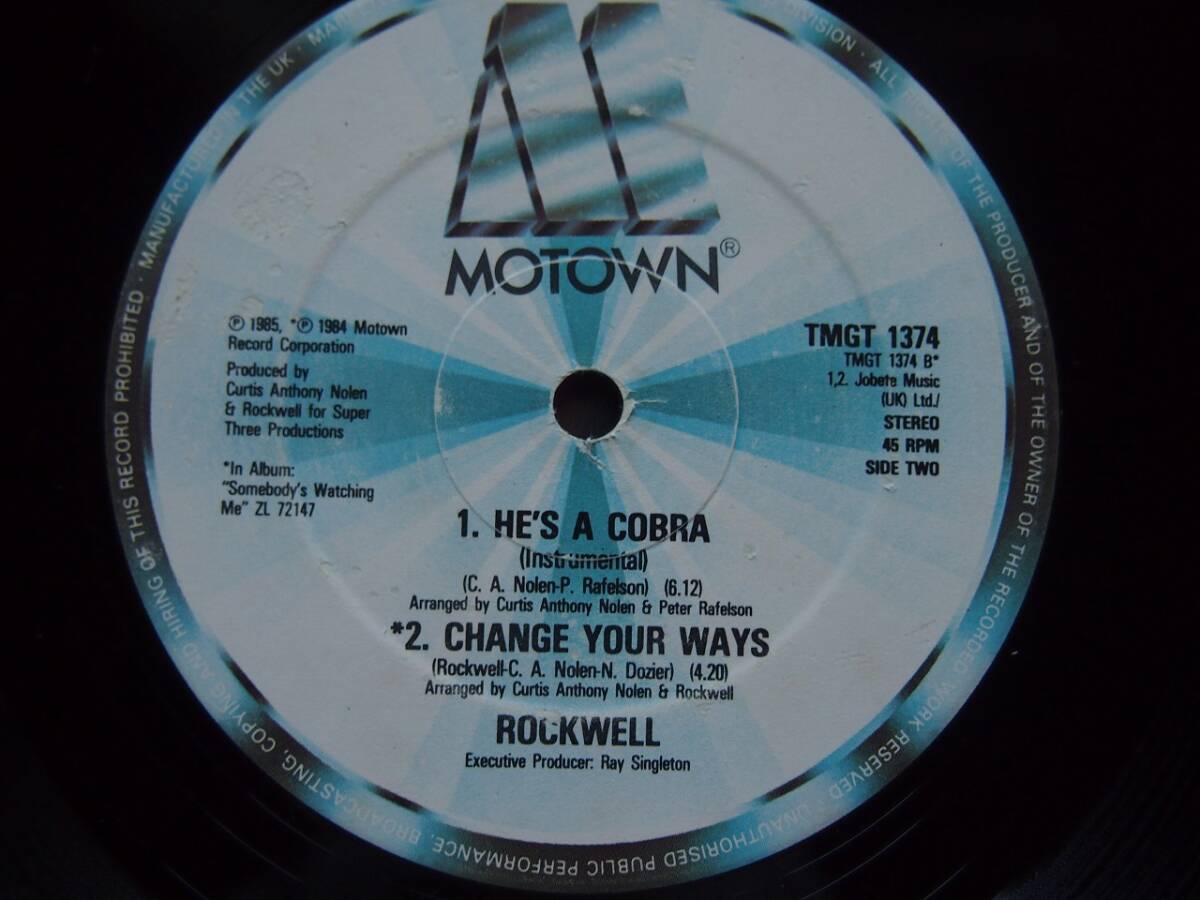 MOTOWN®
℗ 1985, *℗ 1984 Motown
Record Corporation
Produced by
Curtis Anthony Nolen
& Rockwell for Super
Three Productions
*In Album:
"Somebody's Watching
Me" ZL 72147
TMGT 1374
TMGT 1374 B*
1,2. Jobete Music
(UK) Ltd./
STEREO
45 RPM
SIDE TWO
1. HE'S A COBRA
(Instrumental)
(C. A. Nolen-P. Rafelson) (6.12)
Arranged by Curtis Anthony Nolen & Peter Rafelson
*2. CHANGE YOUR WAYS
(Rockwell-C. A. Nolen-N. Dozier) (4.20)
Arranged by Curtis Anthony Nolen & Rockwell
ROCKWELL
Executive Producer: Ray Singleton
ALL RIGHTS OF THE PRODUCER AND OF THE OWNER OF THE RECORDED WORK RESERVED · UNAUTHORISED PUBLIC PERFORMANCE, BROADCASTING, COPYING AND HIRING OF THIS RECORD PROHIBITED · MANUFACTURED IN THE UK ·